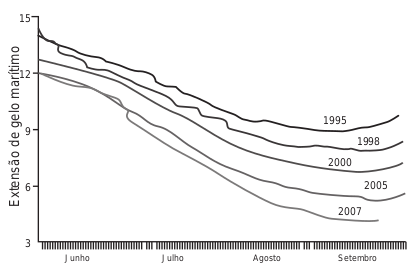 Extensão de gelo marítimo
15
12
9
6
3
1995
1998
2000
2005
2007
Junho
Julho
Agosto
Setembro